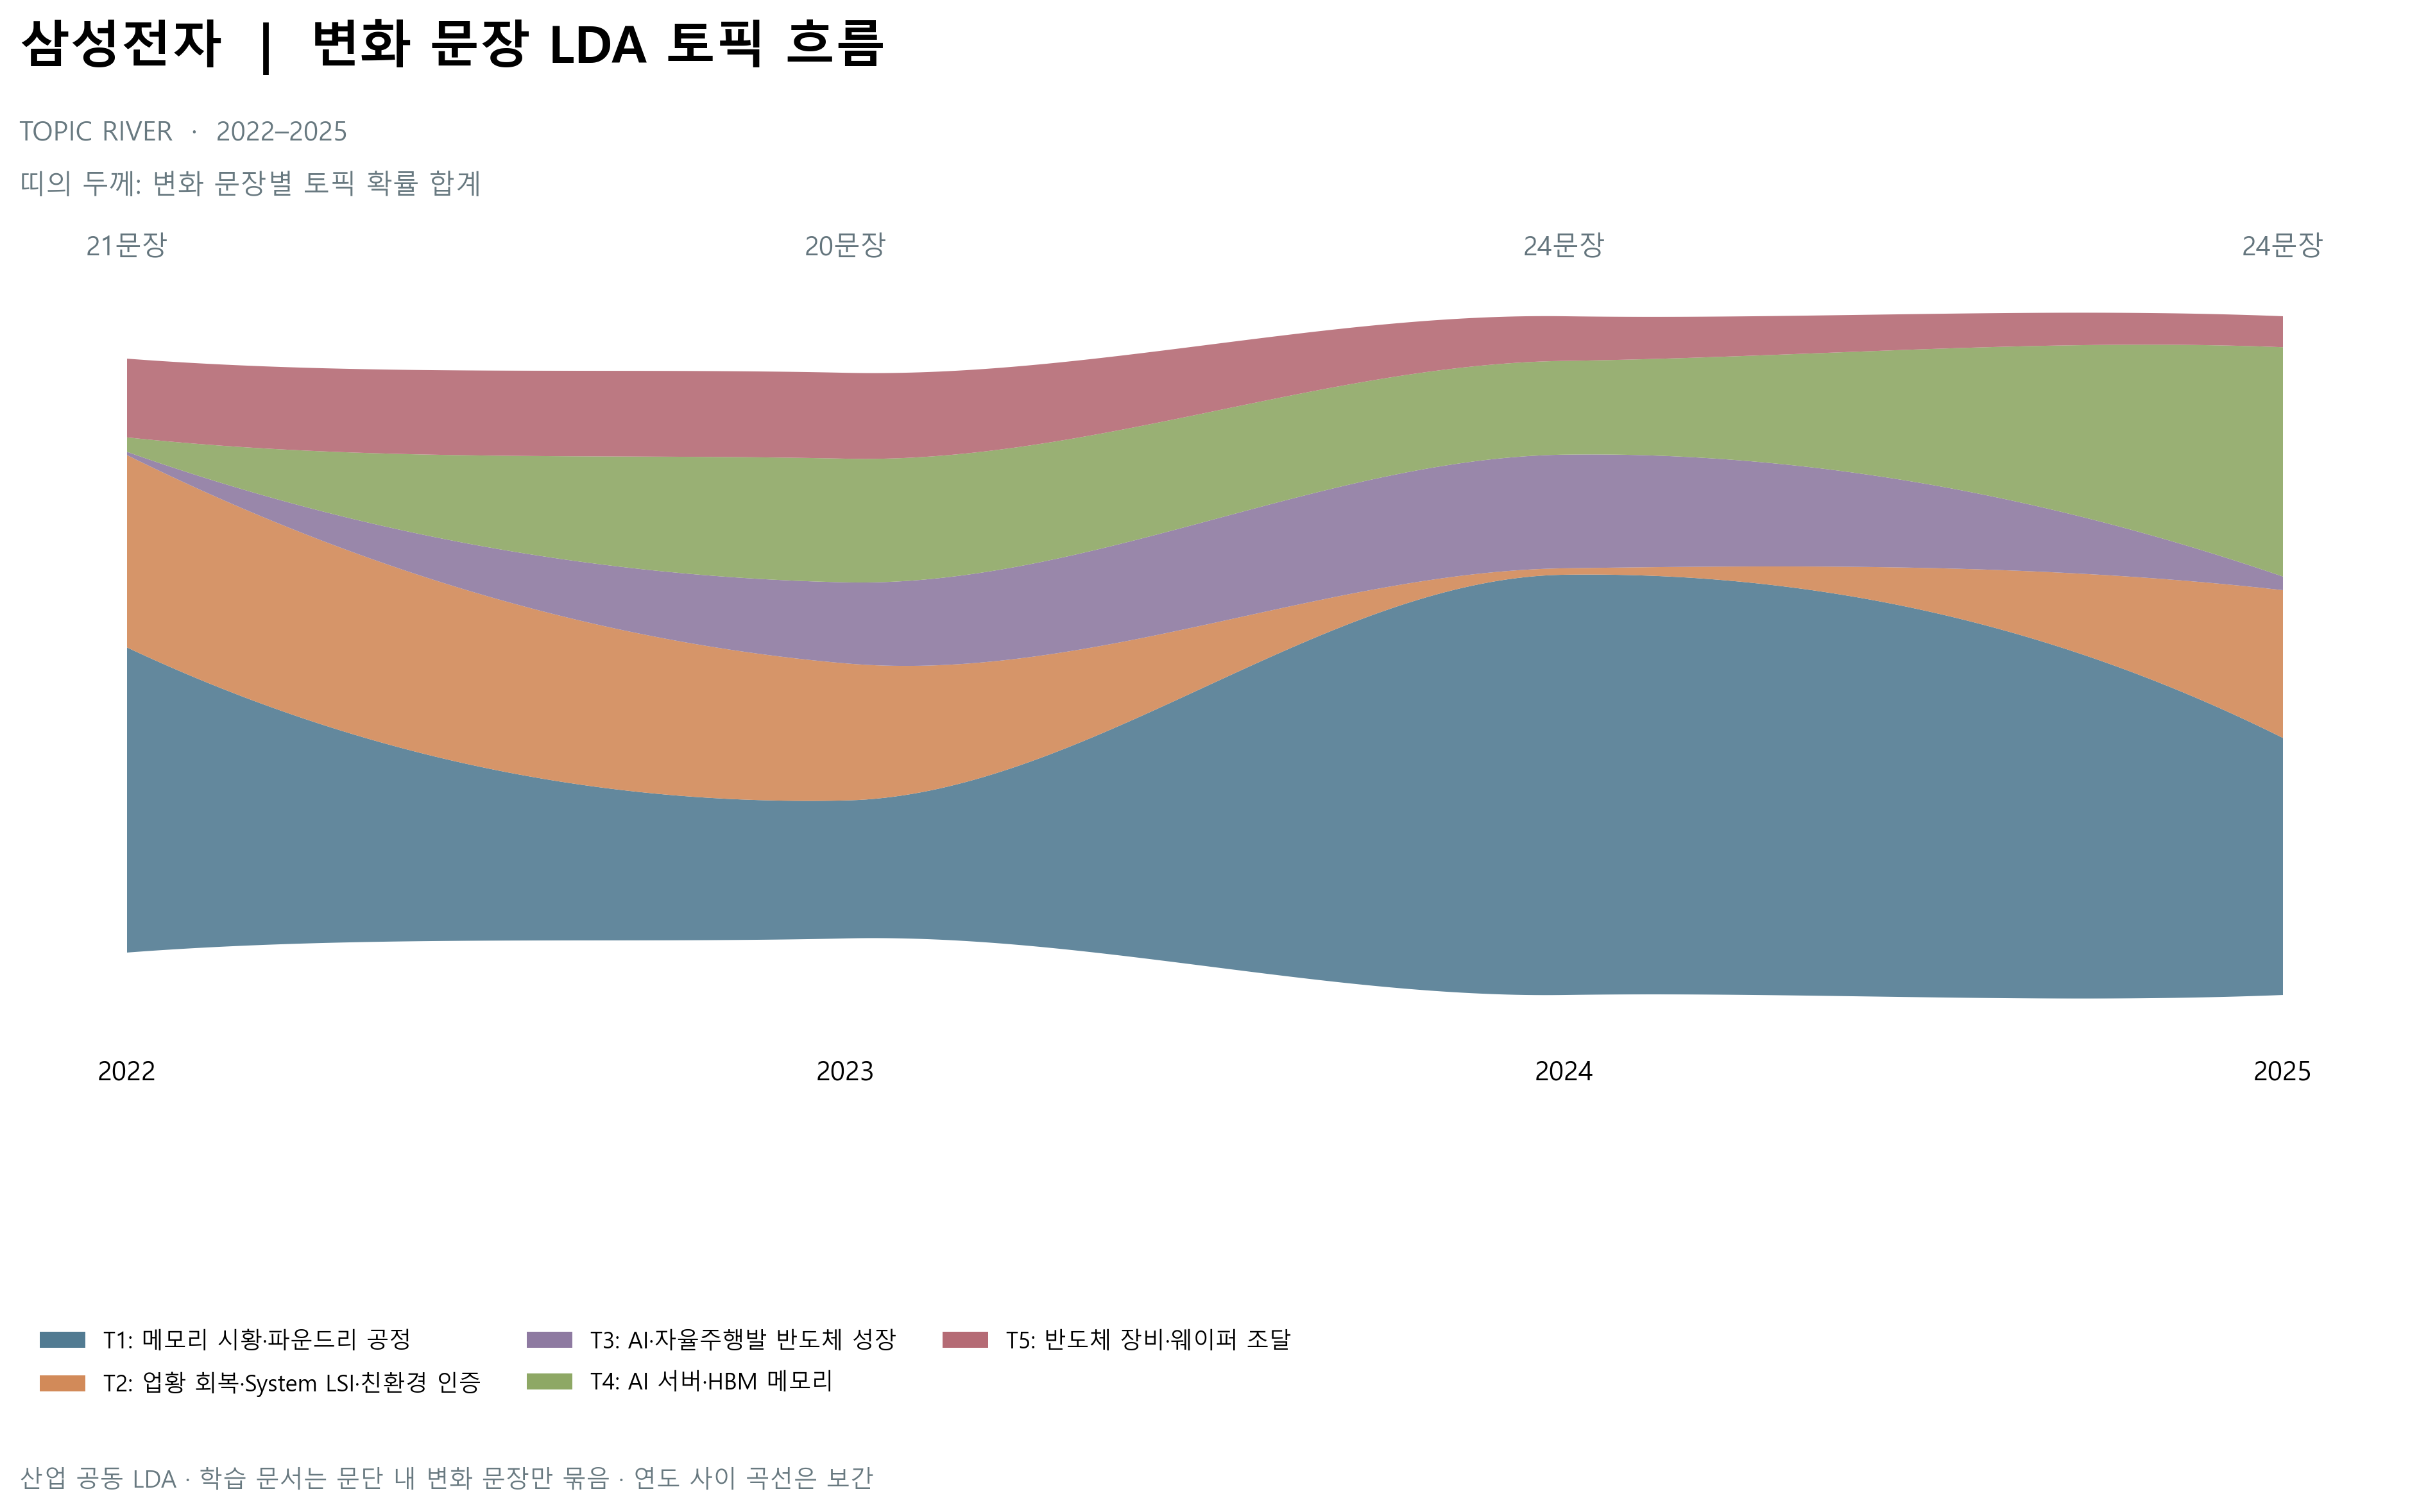 삼성전자 | 변화 문장 LDA 토픽 흐름
TOPIC RIVER · 2022–2025
띠의 두께: 변화 문장별 토픽 확률 합계
21문장 20문장 24문장 24문장
2022 2023 2024 2025
T1: 메모리 시황·파운드리 공정 T3: AI·자율주행발 반도체 성장 T5: 반도체 장비·웨이퍼 조달
T2: 업황 회복·System LSI·친환경 인증 T4: AI 서버·HBM 메모리
산업 공동 LDA · 학습 문서는 문단 내 변화 문장만 묶음 · 연도 사이 곡선은 보간